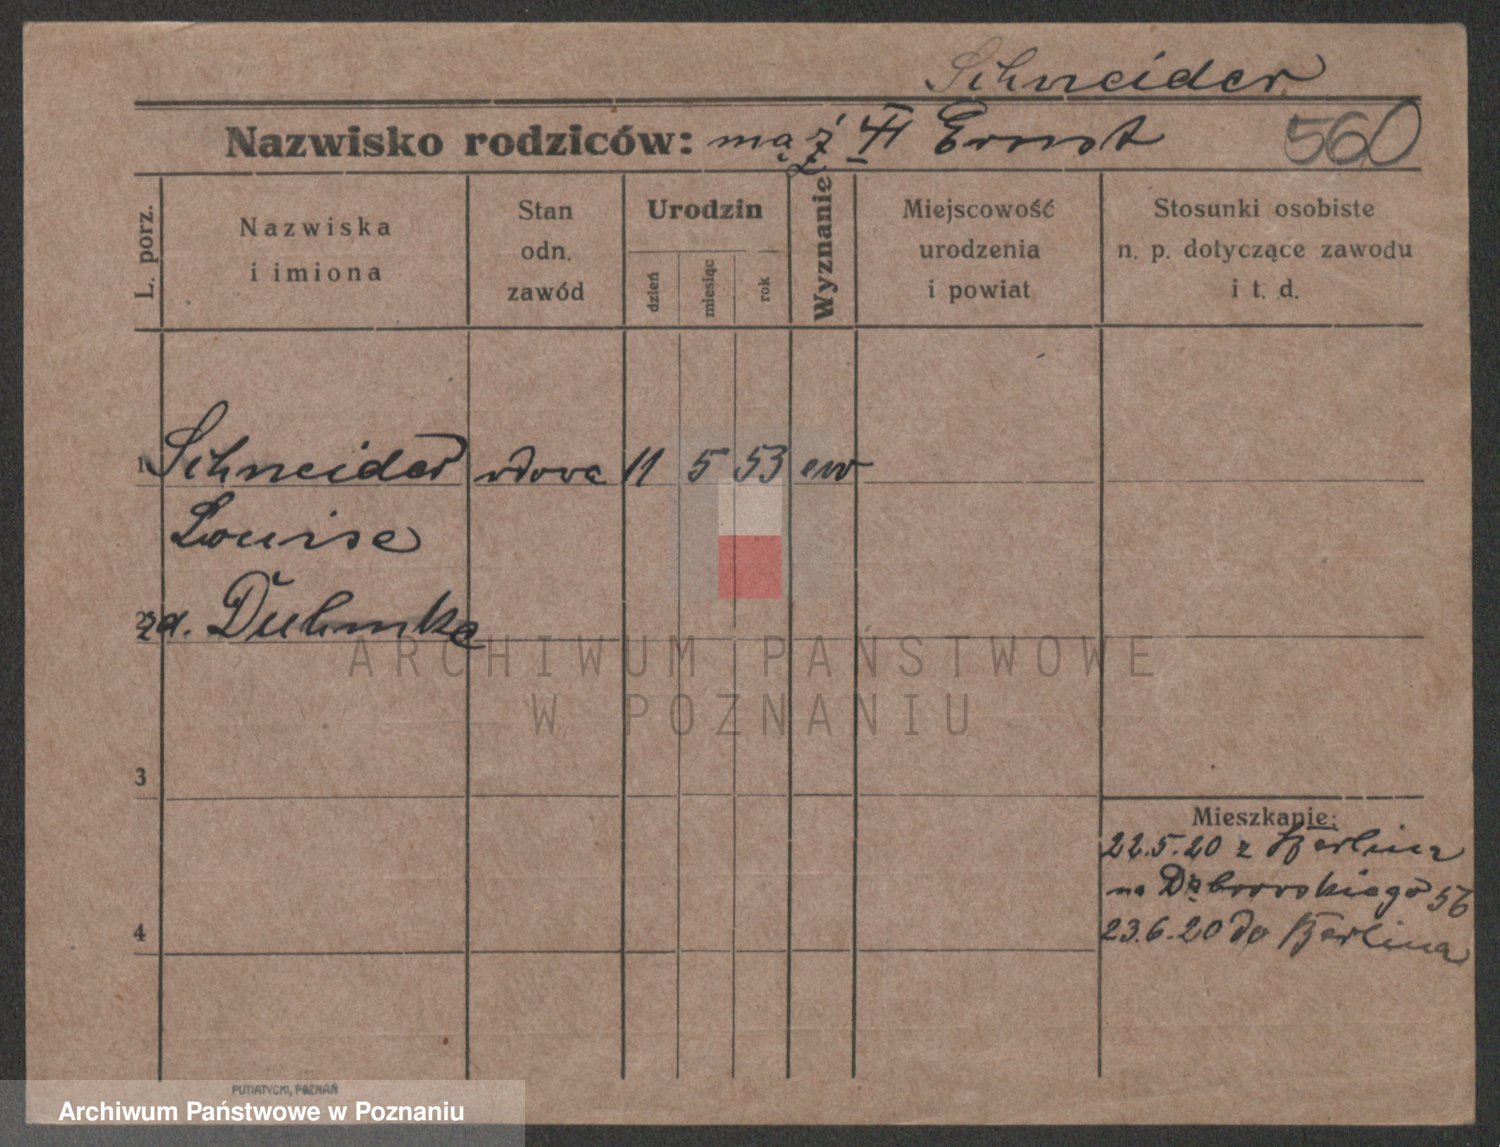 Schneider
Nazwisko rodziców: mąż Ernst 560
L. porz.
Nazwiska
i imiona
Stan
odn.
zawód
Urodzin
dzień
miesiąc
rok
Wyznanie
Miejscowość
urodzenia
i powiat
Stosunki osobiste
n. p. dotyczące zawodu
i t. d.
1 Schneider wdowa 11 5 53 ew
Louise
2 zd.
ARCHIWUM PAŃSTWOWE
W POZNANIU
3
Mieszkanie:
22.5.20 z Berlina
na Dąbrowskiego 56
4
23.6.20 do Berlina
PUTIATYCKI, POZNAŃ
Archiwum Państwowe w Poznaniu